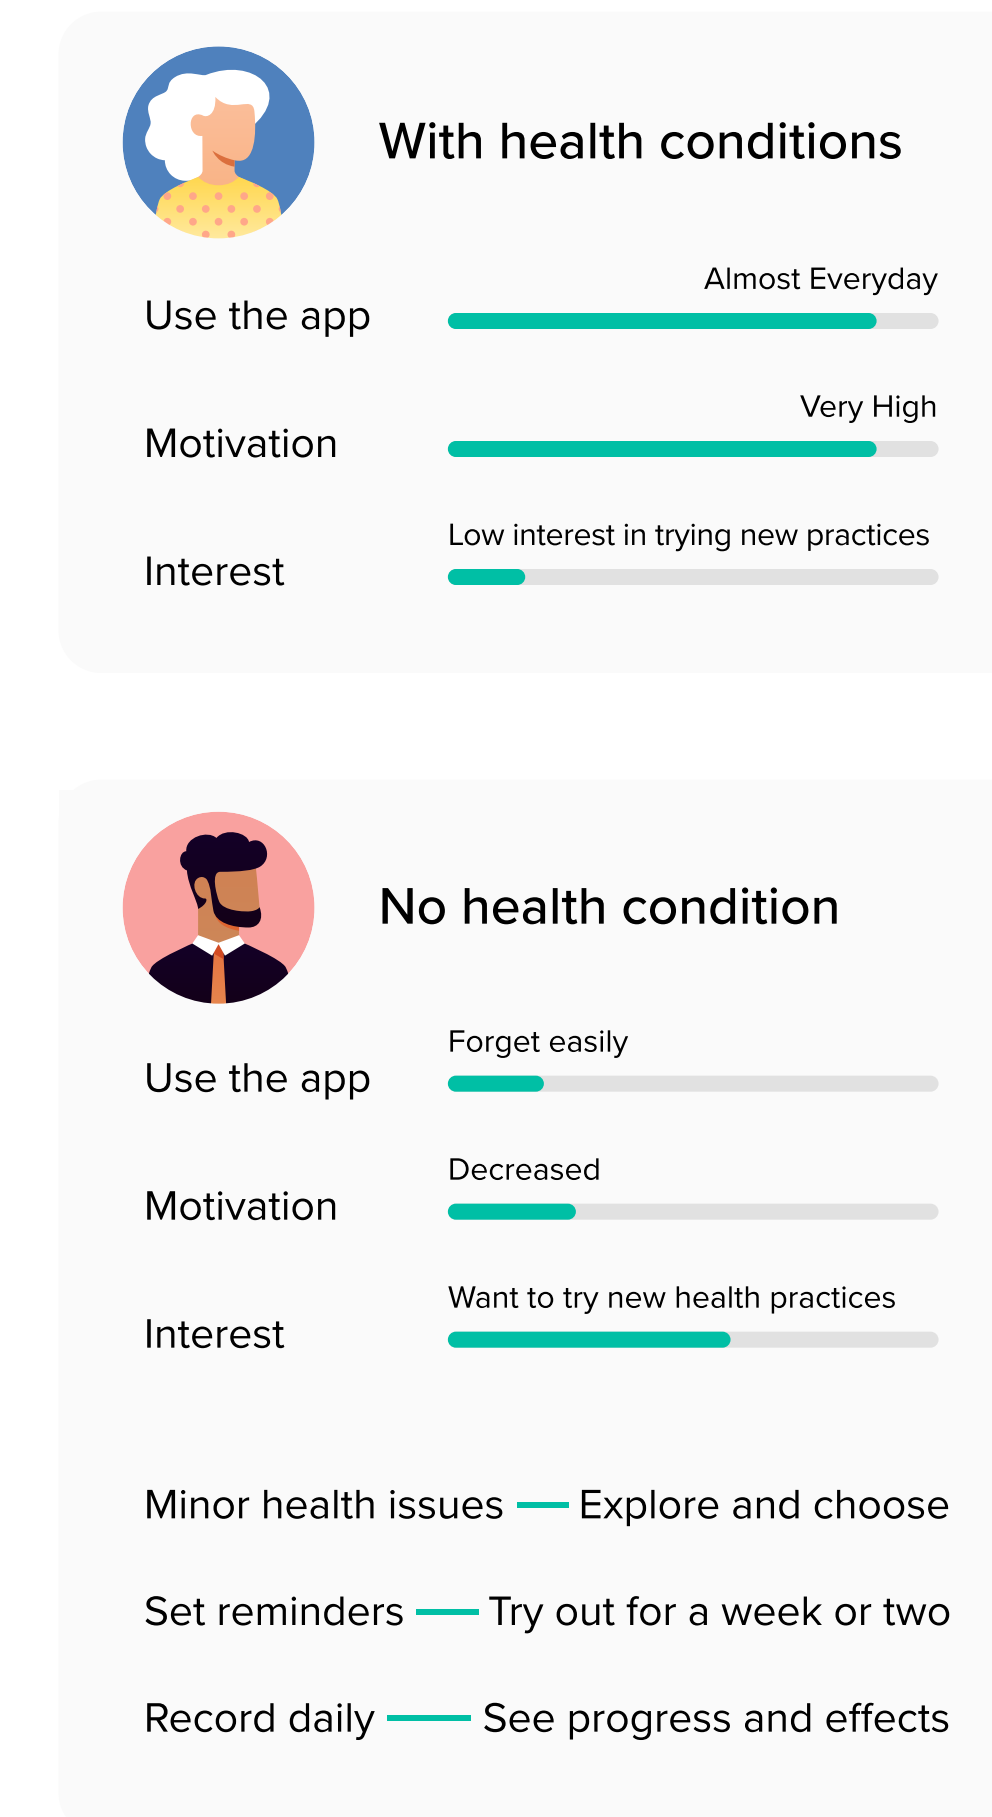 With health conditions
Almost Everyday
Use the app
Very High
Motivation
Low interest in trying new practices
Interest
No health condition
Forget easily
Use the app
Decreased
Motivation
Want to try new health practices
Interest
Minor health issues Explore and choose
Set reminders Try out for a week or two
Record daily See progress and effects